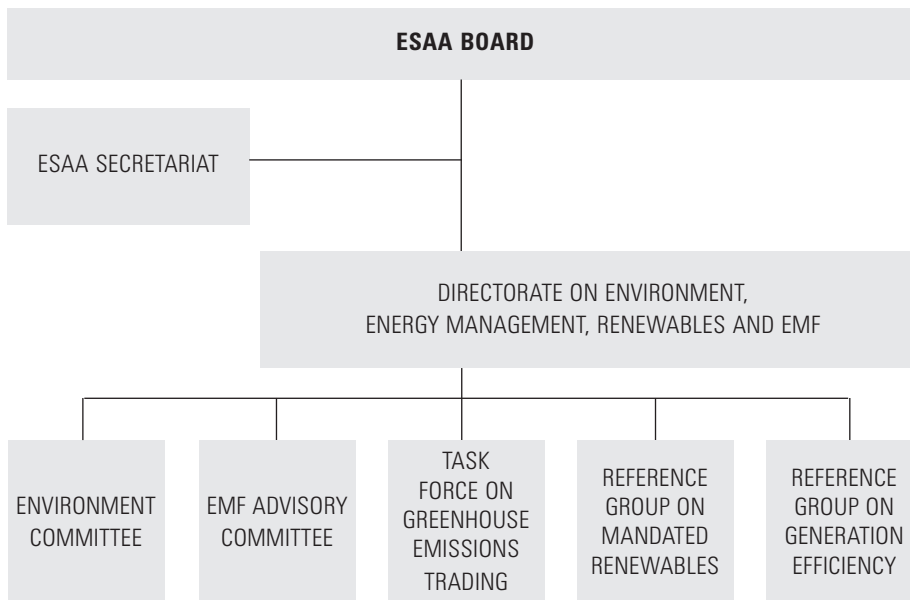 ESAA BOARD
ESAA SECRETARIAT
DIRECTORATE ON ENVIRONMENT,
ENERGY MANAGEMENT, RENEWABLES AND EMF
ENVIRONMENT
COMMITTEE
EMF ADVISORY
COMMITTEE
TASK
FORCE ON
GREENHOUSE
EMISSIONS
TRADING
REFERENCE
GROUP ON
MANDATED
RENEWABLES
REFERENCE
GROUP ON
GENERATION
EFFICIENCY